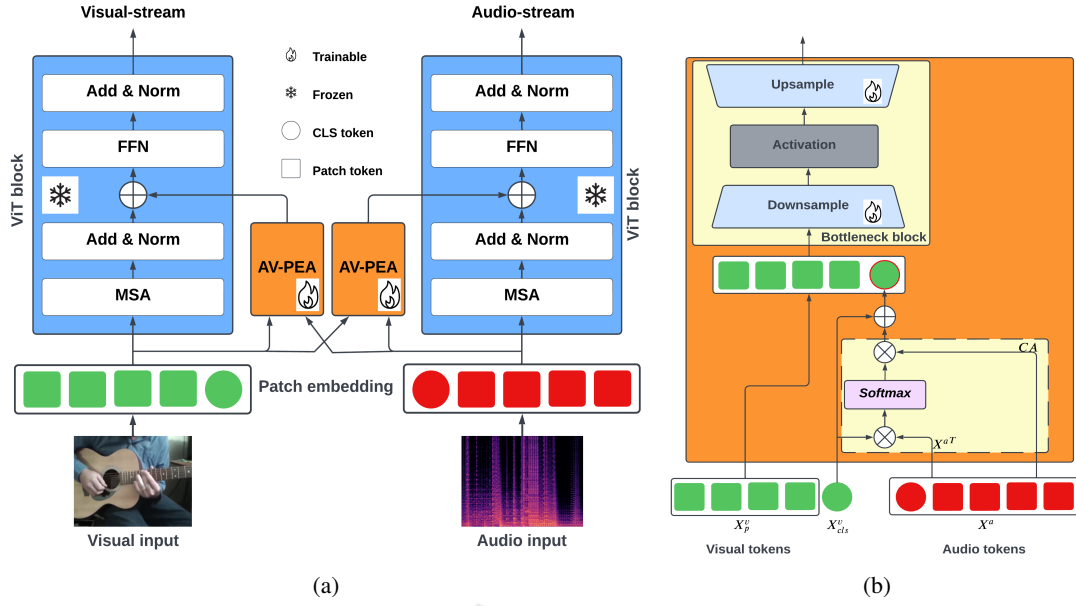 Visual-stream
Audio-stream
Trainable
Frozen
CLS token
Patch token
ViT block
Add & Norm
FFN
Add & Norm
MSA
AV-PEA
AV-PEA
Add & Norm
FFN
Add & Norm
MSA
ViT block
Patch embedding
Visual input
Audio input
(a)
Upsample
Activation
Downsample
Bottleneck block
CA
Softmax
X^{aT}
X_p^v
X_{cls}^v
X^a
Visual tokens
Audio tokens
(b)